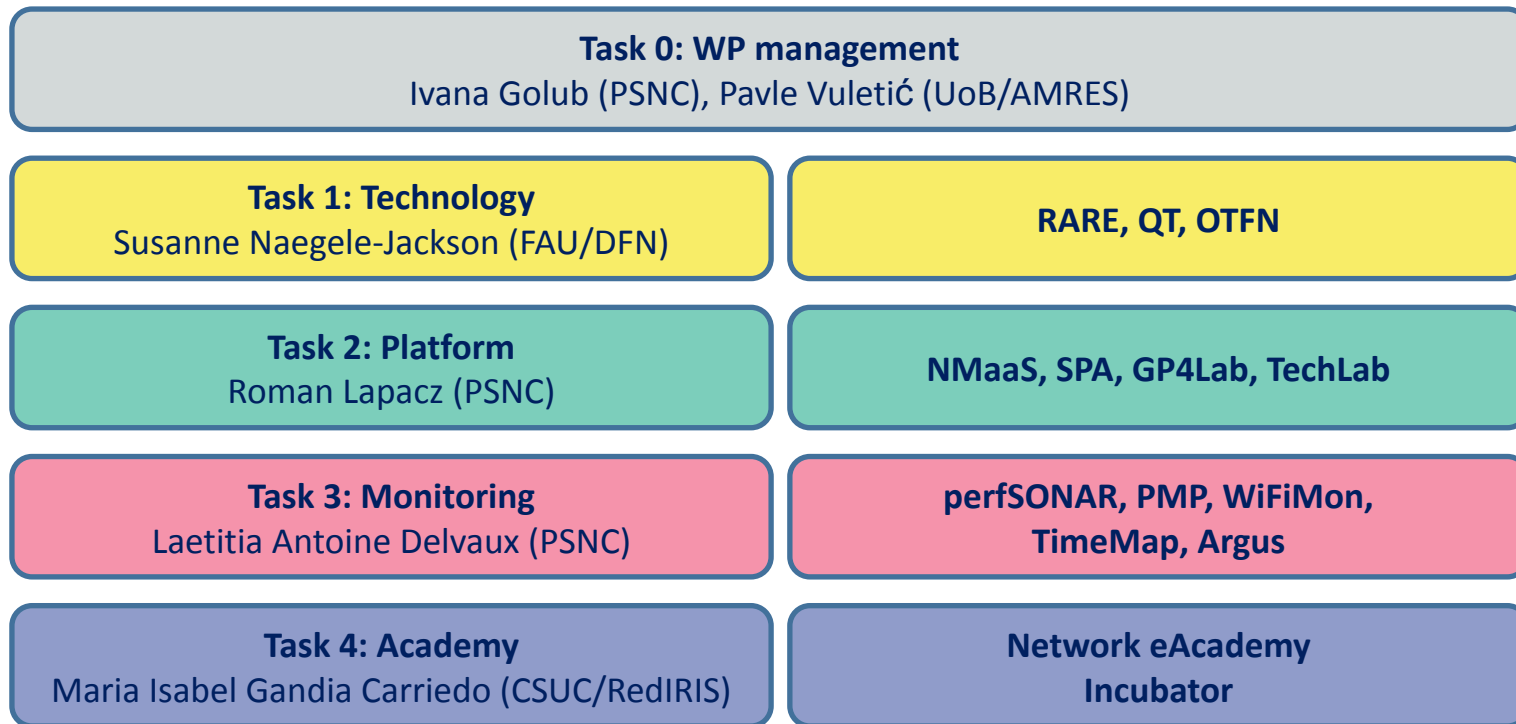 Task 0: WP management
Ivana Golub (PSNC), Pavle Vuletić (UoB/AMRES)
Task 1: Technology
Susanne Naegele-Jackson (FAU/DFN)
RARE, QT, OTFN
Task 2: Platform
Roman Lapacz (PSNC)
NMaaS, SPA, GP4Lab, TechLab
Task 3: Monitoring
Laetitia Antoine Delvaux (PSNC)
perfSONAR, PMP, WiFiMon,
TimeMap, Argus
Task 4: Academy
Maria Isabel Gandia Carriedo (CSUC/RedIRIS)
Network eAcademy
Incubator